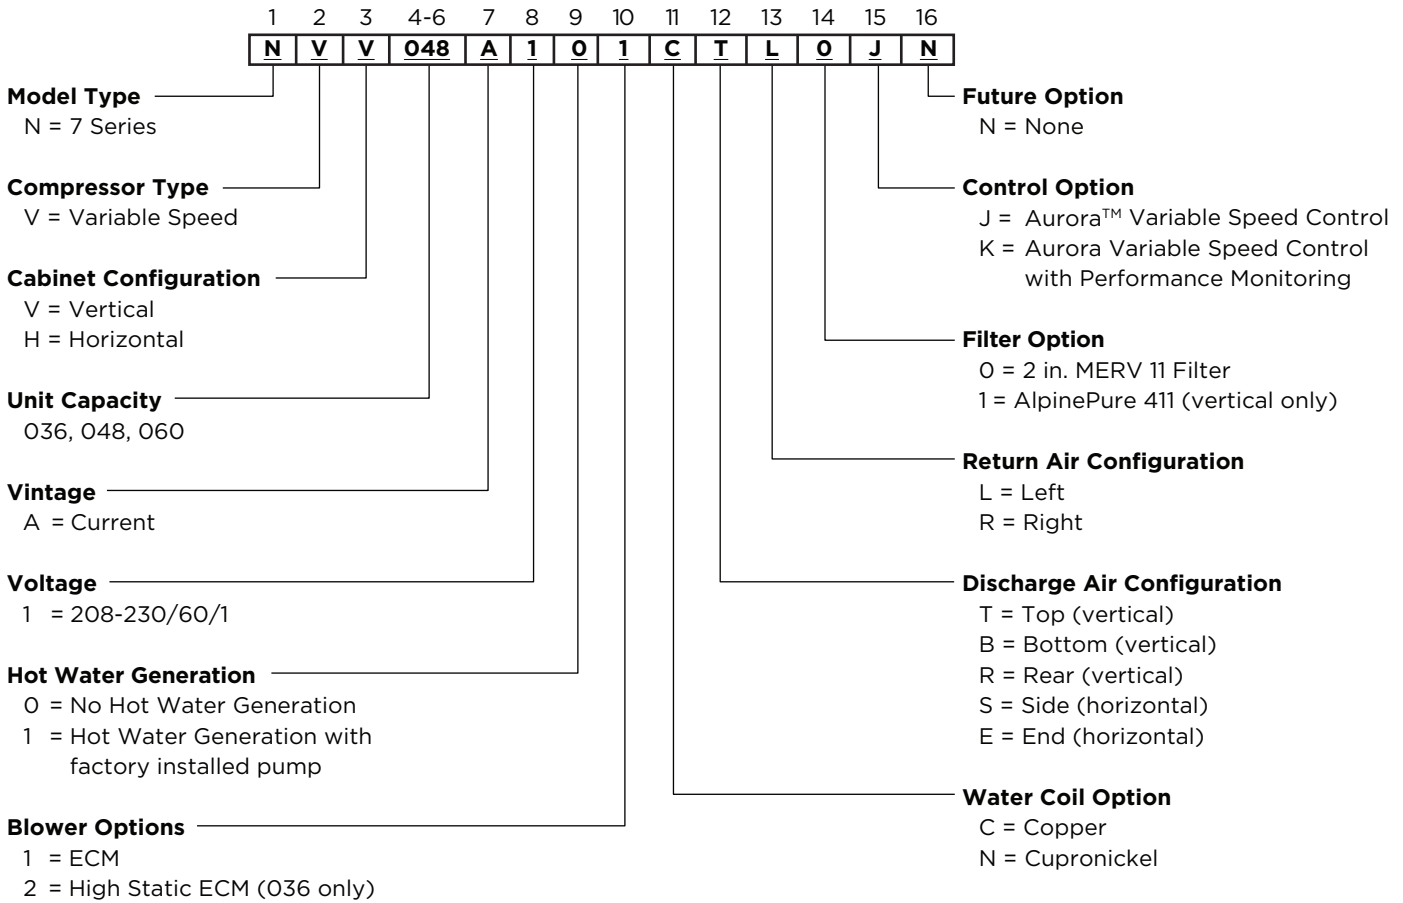 1 2 3 4-6 7 8 9 10 11 12 13 14 15 16
N V V 048 A 1 0 1 C T L 0 J N
Model Type
N = 7 Series
Compressor Type
V = Variable Speed
Cabinet Configuration
V = Vertical
H = Horizontal
Unit Capacity
036, 048, 060
Vintage
A = Current
Voltage
1 = 208-230/60/1
Hot Water Generation
0 = No Hot Water Generation
1 = Hot Water Generation with
factory installed pump
Blower Options
1 = ECM
2 = High Static ECM (036 only)
Future Option
N = None
Control Option
J = Aurora™ Variable Speed Control
K = Aurora Variable Speed Control
with Performance Monitoring
Filter Option
0 = 2 in. MERV 11 Filter
1 = AlpinePure 411 (vertical only)
Return Air Configuration
L = Left
R = Right
Discharge Air Configuration
T = Top (vertical)
B = Bottom (vertical)
R = Rear (vertical)
S = Side (horizontal)
E = End (horizontal)
Water Coil Option
C = Copper
N = Cupronickel